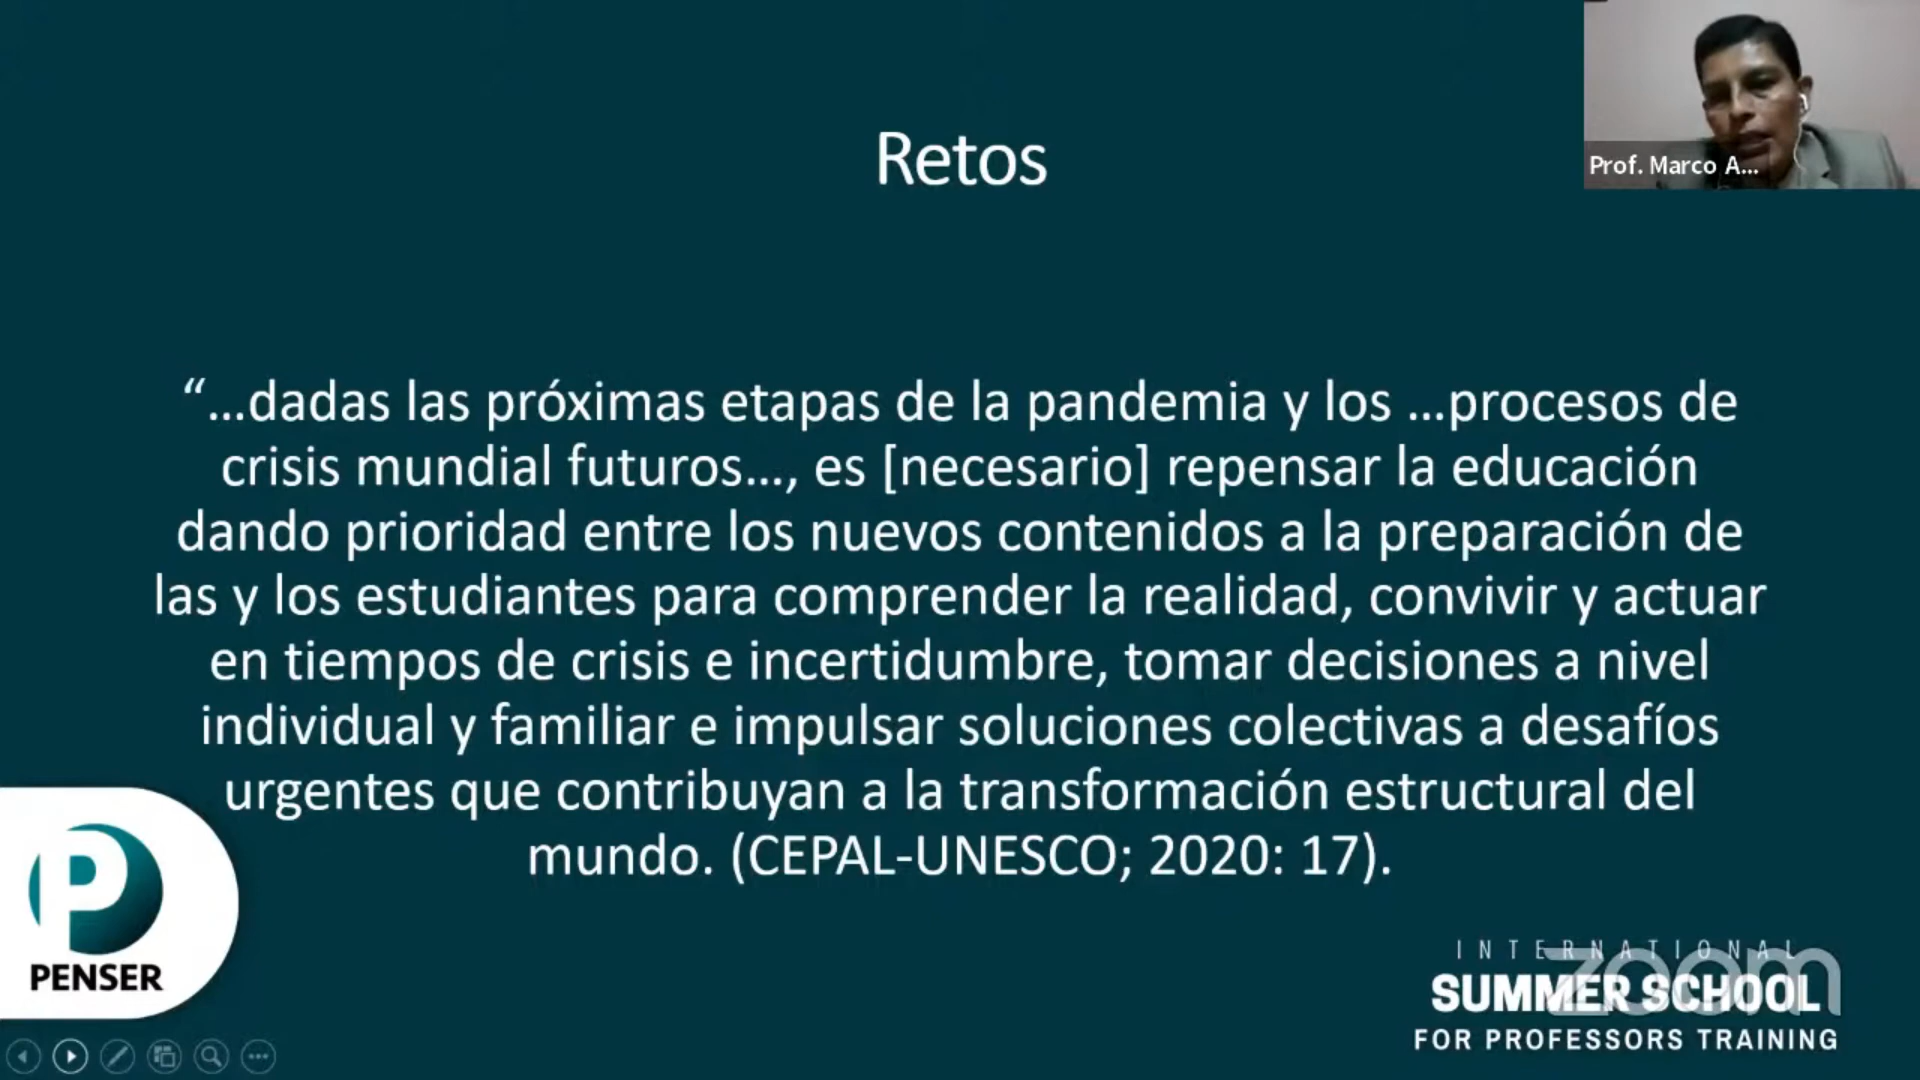 Retos
Prof. Marco A...
“...dadas las próximas etapas de la pandemia y los ...procesos de
crisis mundial futuros..., es [necesario] repensar la educación
dando prioridad entre los nuevos contenidos a la preparación de
las y los estudiantes para comprender la realidad, convivir y actuar
en tiempos de crisis e incertidumbre, tomar decisiones a nivel
individual y familiar e impulsar soluciones colectivas a desafíos
urgentes que contribuyan a la transformación estructural del
mundo. (CEPAL-UNESCO; 2020: 17).
P
PENSER
INTERNATIONAL
SUMMER SCHOOL
FOR PROFESSORS TRAINING
zoom